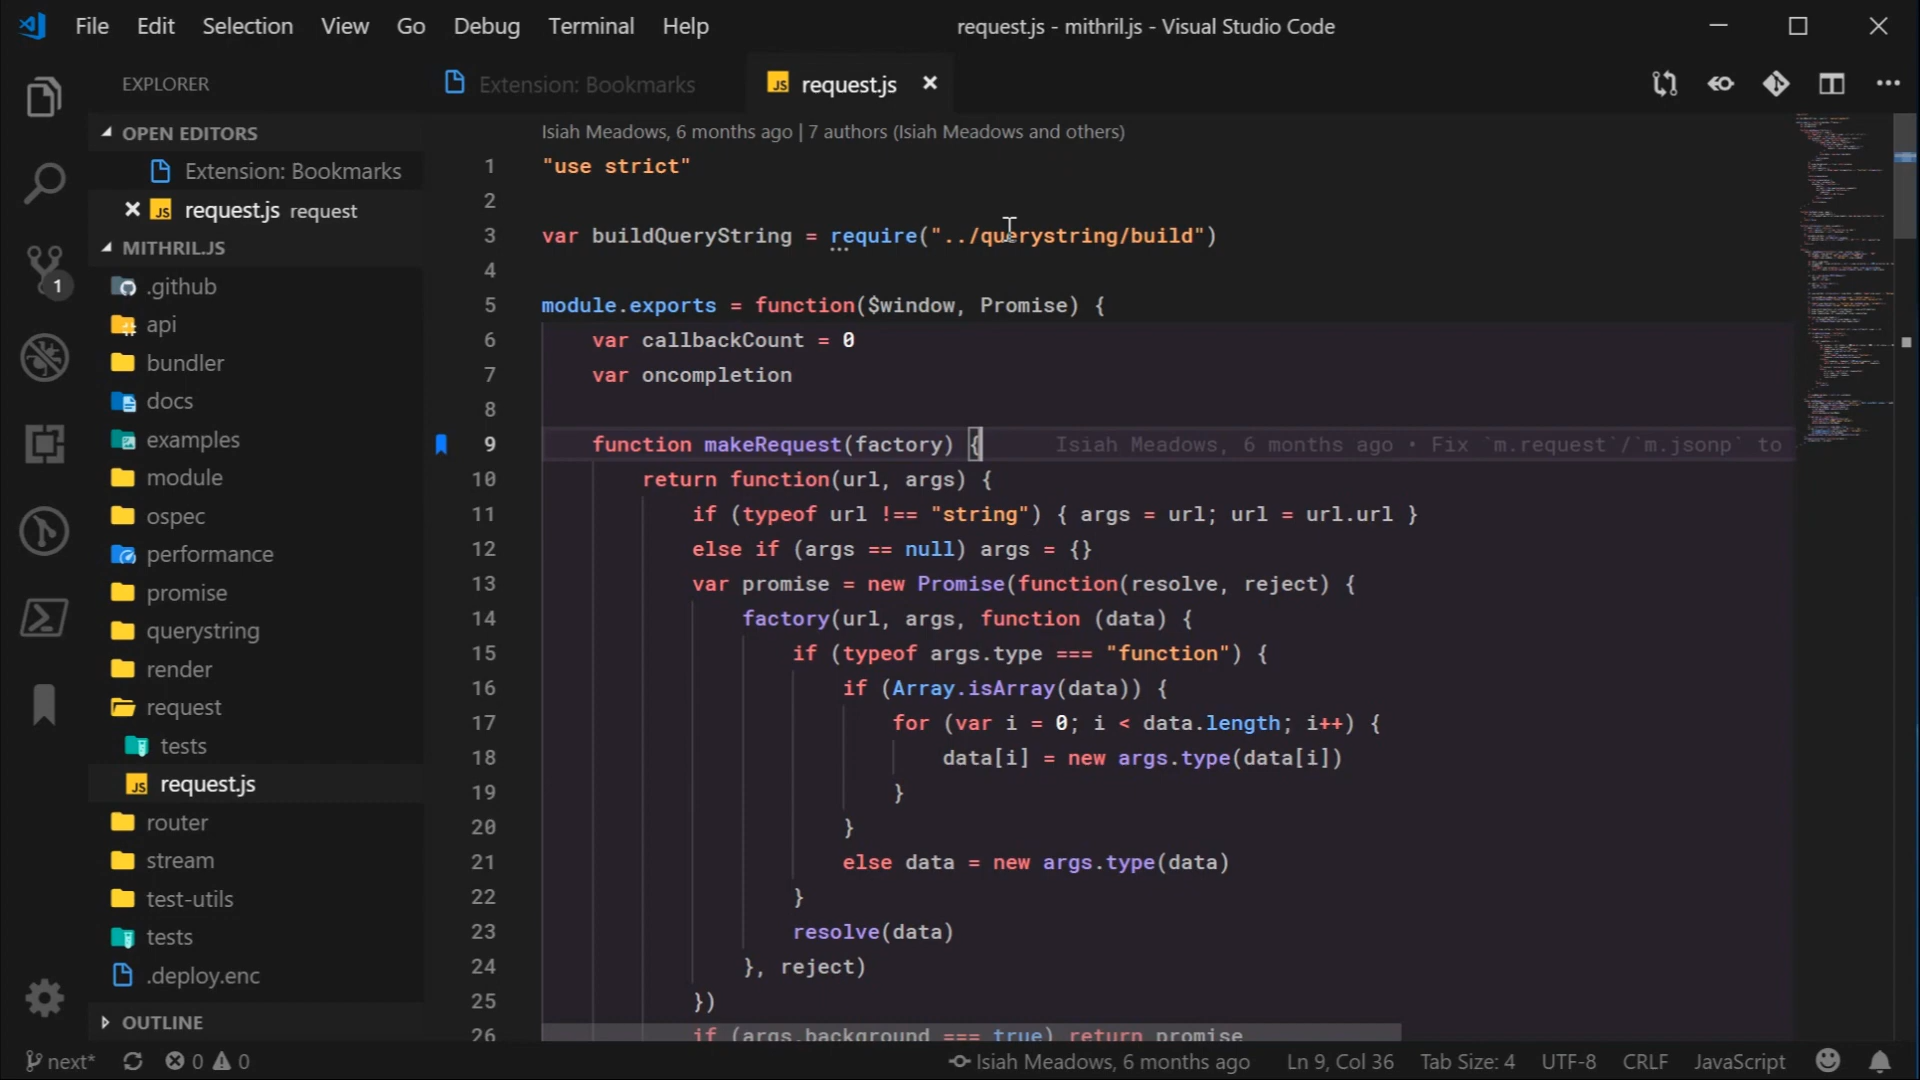 File Edit Selection View Go Debug Terminal Help
request.js - mithril.js - Visual Studio Code
EXPLORER
OPEN EDITORS
Extension: Bookmarks
request.js request
MITHRIL.JS
.github
api
bundler
docs
examples
module
ospec
performance
promise
querystring
render
request
tests
request.js
router
stream
test-utils
tests
.deploy.enc
OUTLINE
1
Extension: Bookmarks
request.js
Isiah Meadows, 6 months ago | 7 authors (Isiah Meadows and others)
1 "use strict"
2
3 var buildQueryString = require("../querystring/build")
4
5 module.exports = function($window, Promise) {
6 var callbackCount = 0
7 var oncompletion
8
9 function makeRequest(factory) { Isiah Meadows, 6 months ago • Fix `m.request`/`m.jsonp` to
10 return function(url, args) {
11 if (typeof url !== "string") { args = url; url = url.url }
12 else if (args == null) args = {}
13 var promise = new Promise(function(resolve, reject) {
14 factory(url, args, function (data) {
15 if (typeof args.type === "function") {
16 if (Array.isArray(data)) {
17 for (var i = 0; i < data.length; i++) {
18 data[i] = new args.type(data[i])
19 }
20 }
21 else data = new args.type(data)
22 }
23 resolve(data)
24 }, reject)
25 })
26 if (args.background === true) return promise
next* 0 0 Isiah Meadows, 6 months ago Ln 9, Col 36 Tab Size: 4 UTF-8 CRLF JavaScript